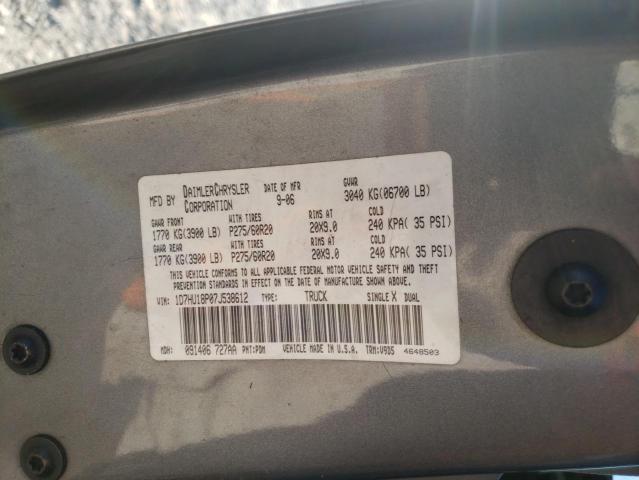 MFD BY DAIMLERCHRYSLER CORPORATION DATE OF MFR 9-06 GVWR 3040 KG(06700 LB)
GAWR FRONT WITH TIRES RIMS AT COLD
1770 KG(3900 LB) P275/60R20 20X9.0 240 KPA( 35 PSI)
GAWR REAR WITH TIRES RIMS AT COLD
1770 KG(3900 LB) P275/60R20 20X9.0 240 KPA( 35 PSI)
THIS VEHICLE CONFORMS TO ALL APPLICABLE FEDERAL MOTOR VEHICLE SAFETY AND THEFT
PREVENTION STANDARDS IN EFFECT ON THE DATE OF MANUFACTURE SHOWN ABOVE
VIN: 1D7HU18P07J538612 TYPE: TRUCK SINGLE X DUAL
MDH: 091406 727AA PNT:PDM VEHICLE MADE IN U.S.A. TRM:V9D5 4648503